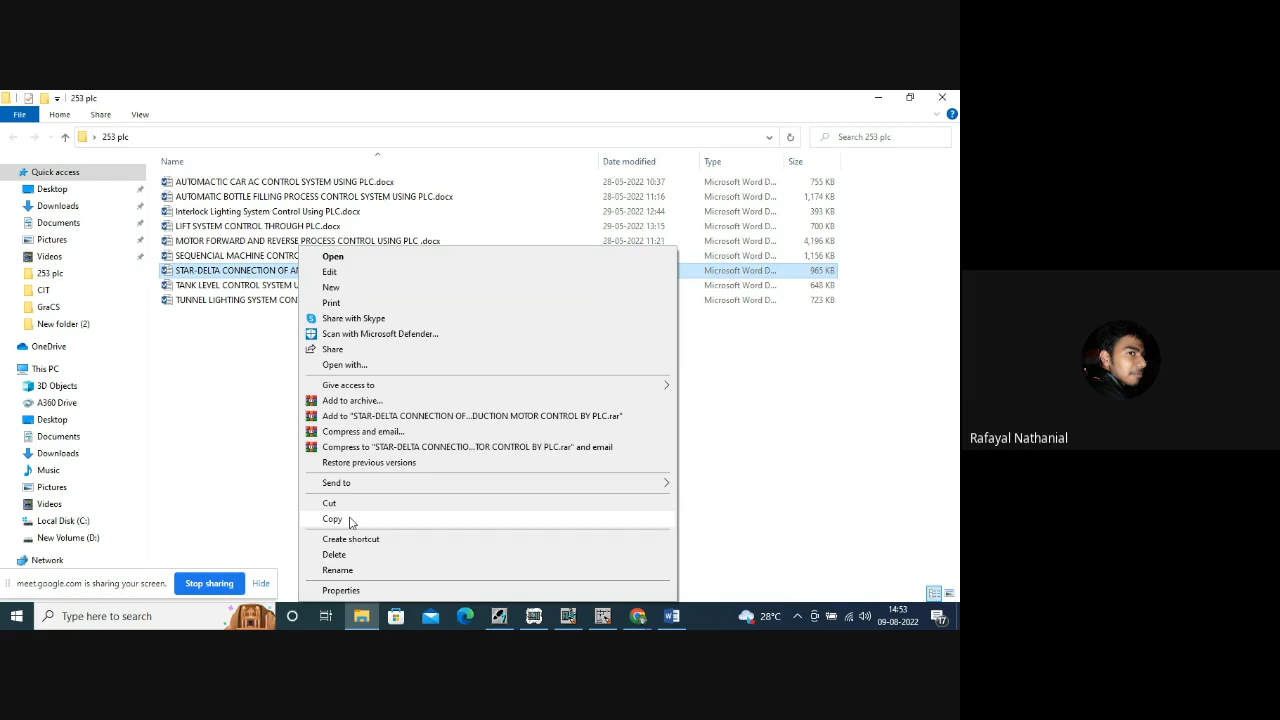 253 plc
File Home Share View
253 plc
Search 253 plc
Name Date modified Type Size
Quick access
Desktop
Downloads
Documents
Pictures
Videos
253 plc
CIT
GraCS
New folder (2)
OneDrive
This PC
3D Objects
A360 Drive
Desktop
Documents
Downloads
Music
Pictures
Videos
Local Disk (C:)
New Volume (D:)
Network
AUTOMACTIC CAR AC CONTROL SYSTEM USING PLC.docx 28-05-2022 10:37 Microsoft Word D... 755 KB
AUTOMATIC BOTTLE FILLING PROCESS CONTROL SYSTEM USING PLC.docx 28-05-2022 11:16 Microsoft Word D... 1,174 KB
Interlock Lighting System Control Using PLC.docx 29-05-2022 12:44 Microsoft Word D... 393 KB
LIFT SYSTEM CONTROL THROUGH PLC.docx 29-05-2022 13:15 Microsoft Word D... 700 KB
MOTOR FORWARD AND REVERSE PROCESS CONTROL USING PLC .docx 28-05-2022 11:21 Microsoft Word D... 4,196 KB
SEQUENCIAL MACHINE CONTRO Microsoft Word D... 1,156 KB
STAR-DELTA CONNECTION OF AN Microsoft Word D... 965 KB
TANK LEVEL CONTROL SYSTEM U Microsoft Word D... 648 KB
TUNNEL LIGHTING SYSTEM CON Microsoft Word D... 723 KB
Open
Edit
New
Print
Share with Skype
Scan with Microsoft Defender...
Share
Open with...
Give access to
Add to archive...
Add to "STAR-DELTA CONNECTION OF...DUCTION MOTOR CONTROL BY PLC.rar"
Compress and email...
Compress to "STAR-DELTA CONNECTIO...TOR CONTROL BY PLC.rar" and email
Restore previous versions
Send to
Cut
Copy
Create shortcut
Delete
Rename
Properties
meet.google.com is sharing your screen. Stop sharing Hide
Type here to search
28°C
14:53
09-08-2022
17
Rafayal Nathanial